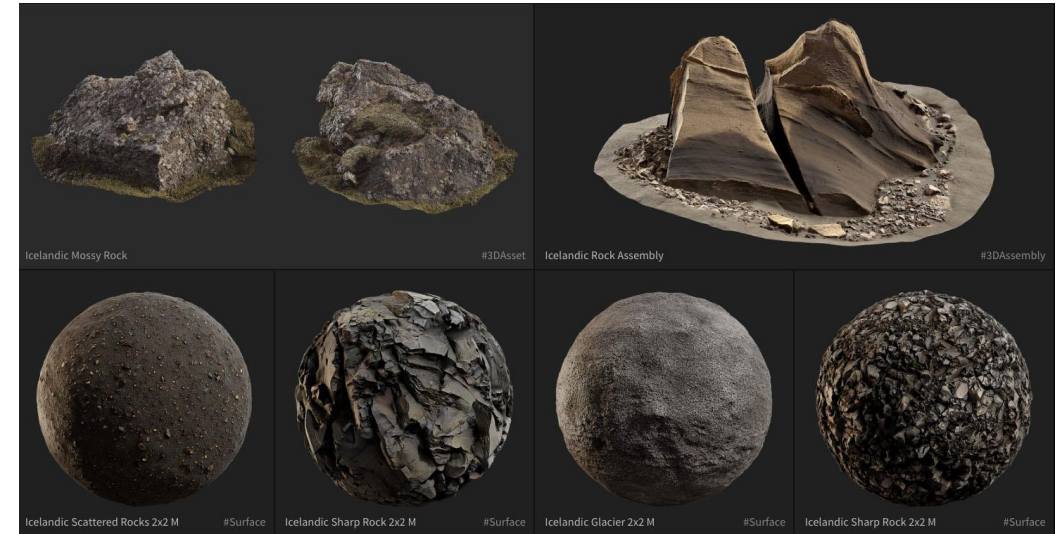 Icelandic Mossy Rock #3DAsset
Icelandic Rock Assembly #3DAssembly
Icelandic Scattered Rocks 2x2 M #Surface
Icelandic Sharp Rock 2x2 M #Surface
Icelandic Glacier 2x2 M #Surface
Icelandic Sharp Rock 2x2 M #Surface